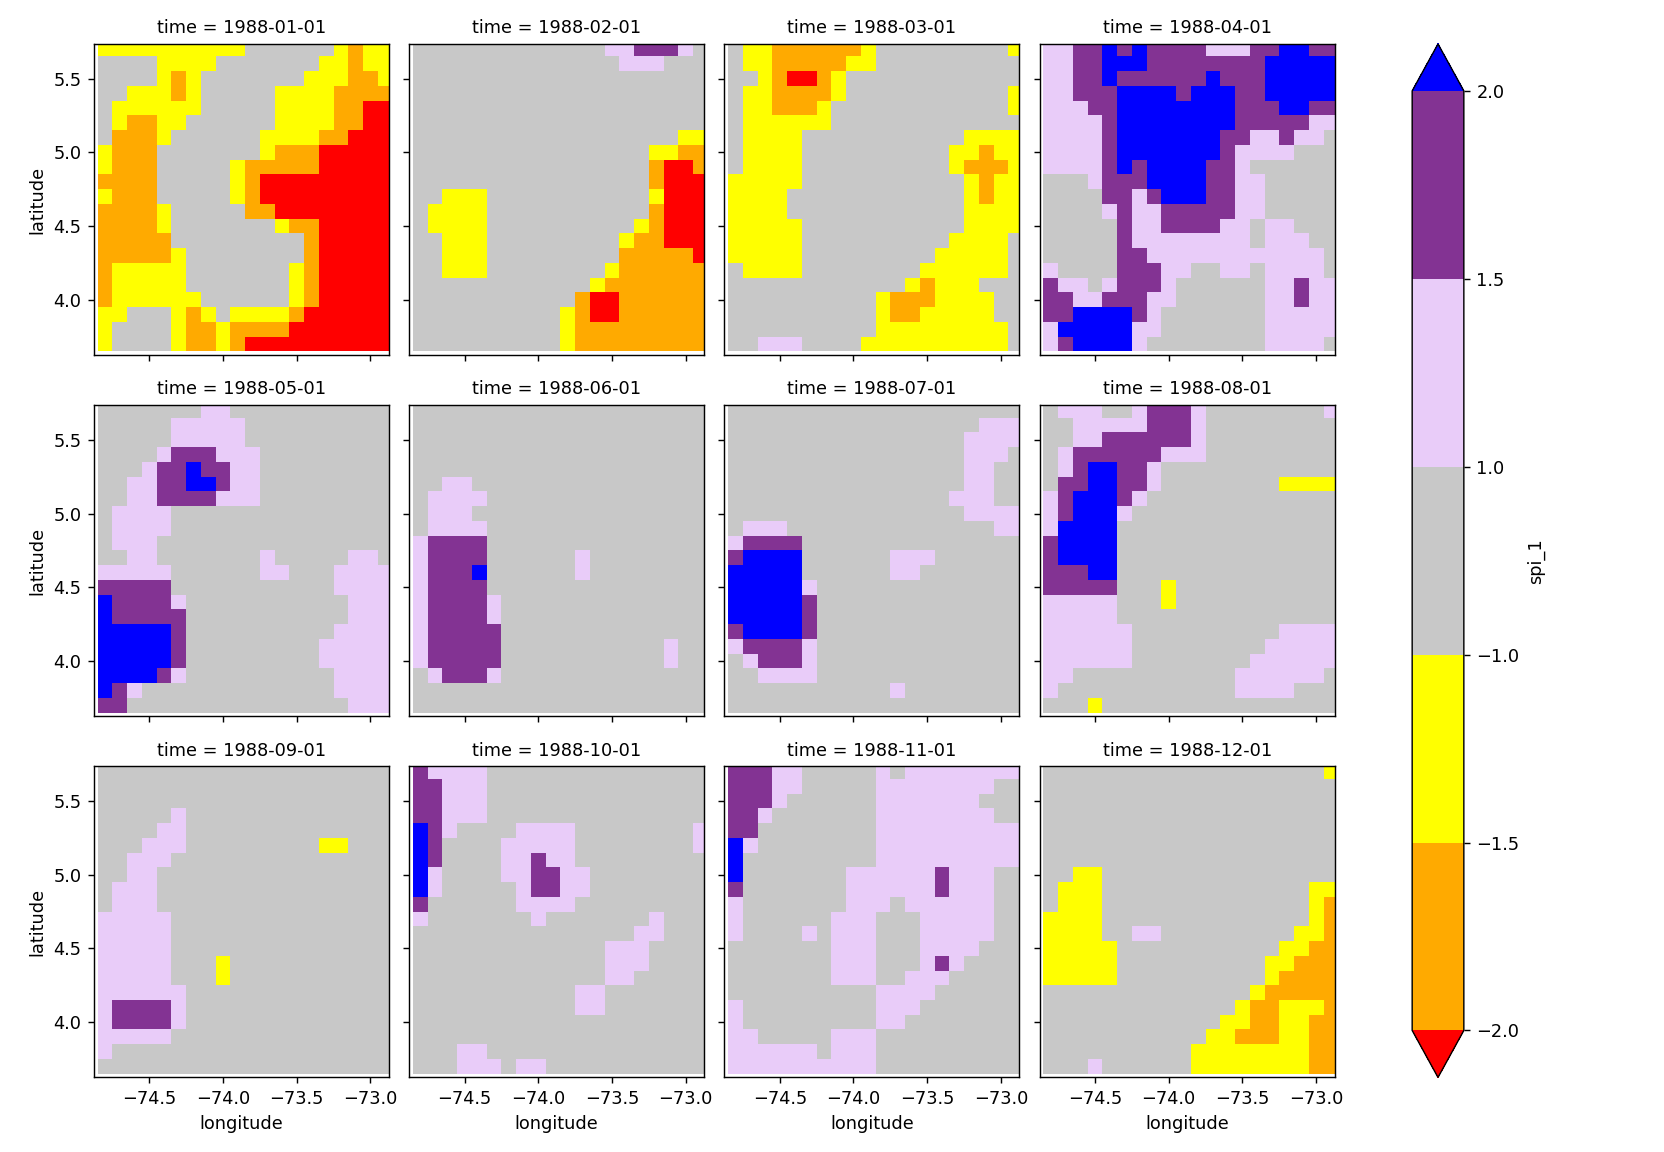 time = 1988-01-01
time = 1988-02-01
time = 1988-03-01
time = 1988-04-01
5.5
5.0
4.5
4.0
latitude
time = 1988-05-01
time = 1988-06-01
time = 1988-07-01
time = 1988-08-01
5.5
5.0
4.5
4.0
latitude
time = 1988-09-01
time = 1988-10-01
time = 1988-11-01
time = 1988-12-01
5.5
5.0
4.5
4.0
latitude
−74.5 −74.0 −73.5 −73.0
−74.5 −74.0 −73.5 −73.0
−74.5 −74.0 −73.5 −73.0
−74.5 −74.0 −73.5 −73.0
longitude
longitude
longitude
longitude
2.0
1.5
1.0
−1.0
−1.5
−2.0
spi_1